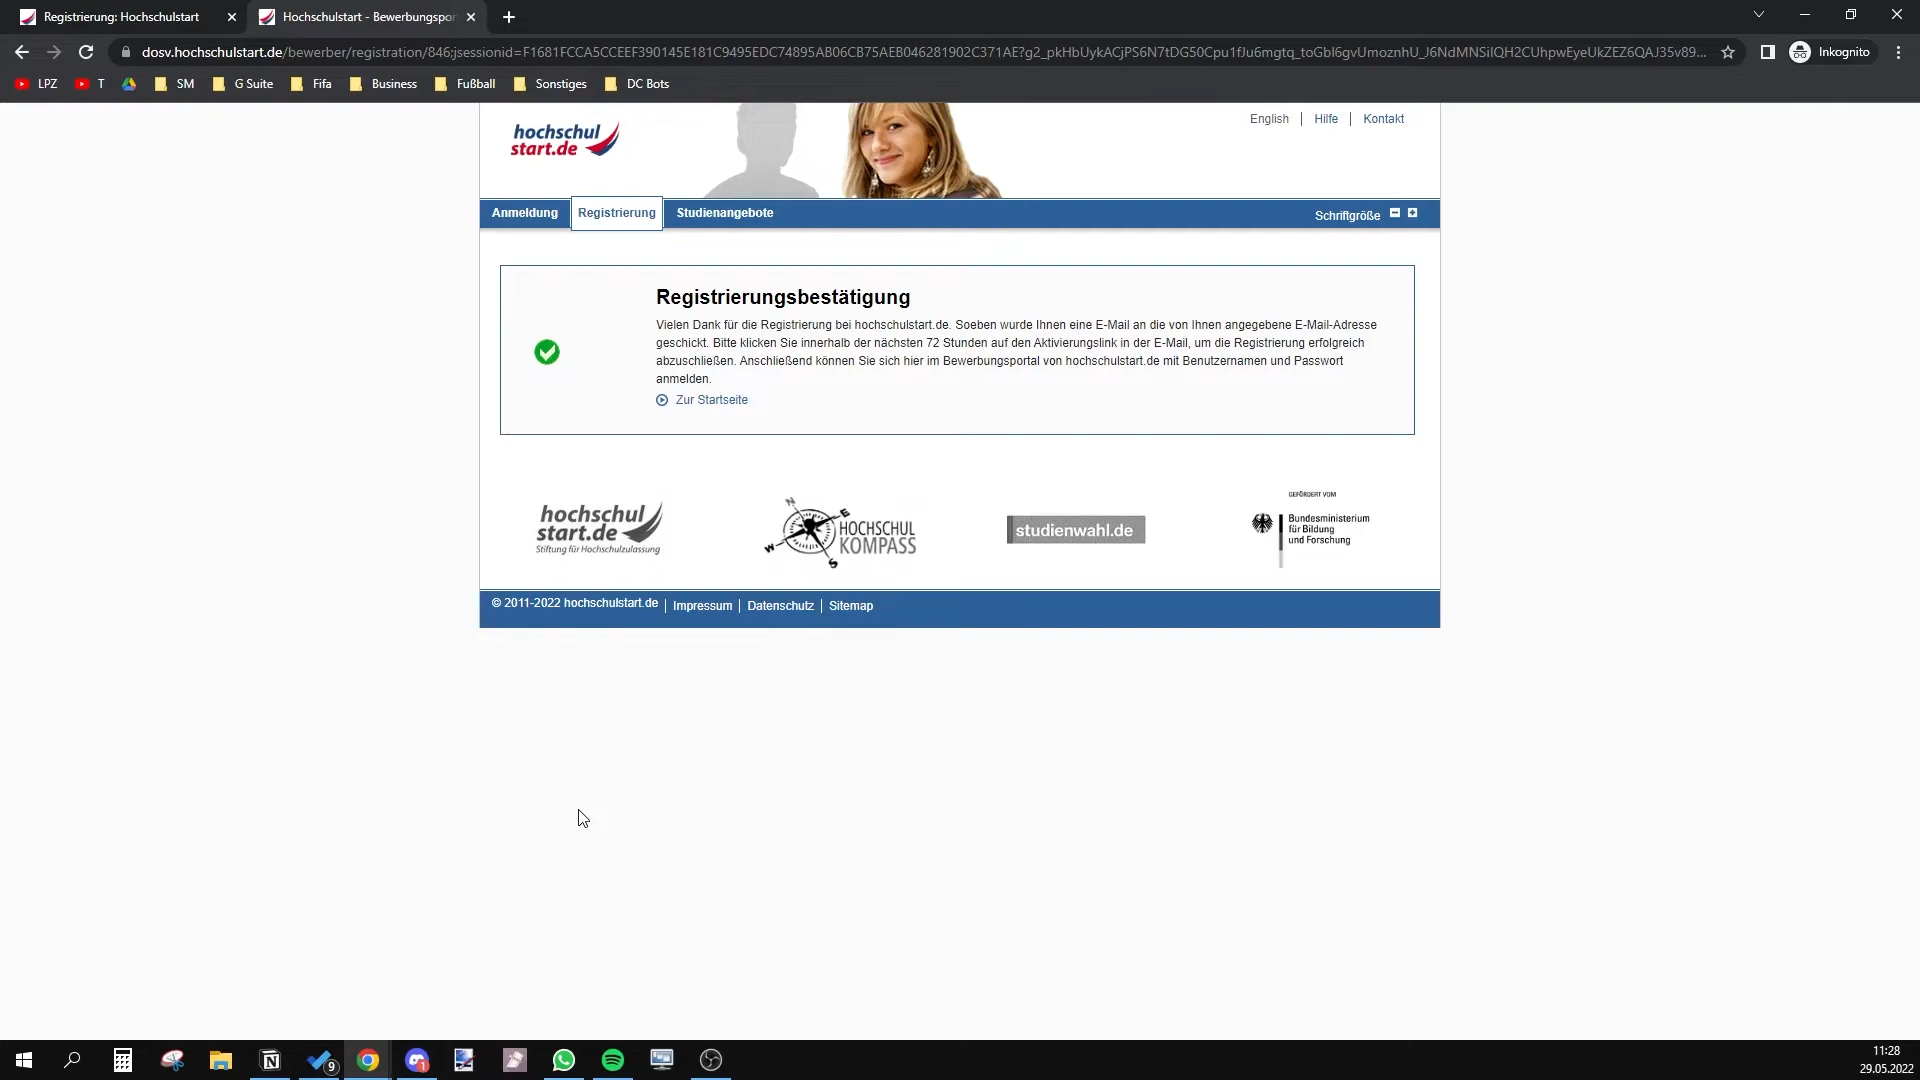 Registrierung: Hochschulstart
Hochschulstart - Bewerbungspor
dosv.hochschulstart.de/bewerber/registration/846;jsessionid=F1681FCCA5CCEEF390145E181C9495EDC74895AB06CB75AEB046281902C371AE?g2_pkHbUykACjPS6N7tDG50Cpu1fJu6mgtq_toGbl6gvUmoznhU_J6NdMNSilQH2CUhpwEyeUkZEZ6QAJ35v89...
Inkognito
LPZ
T
SM
G Suite
Fifa
Business
Fußball
Sonstiges
DC Bots
hochschul
start.de
English
Hilfe
Kontakt
Anmeldung
Registrierung
Studienangebote
Schriftgröße
Registrierungsbestätigung
Vielen Dank für die Registrierung bei hochschulstart.de. Soeben wurde Ihnen eine E-Mail an die von Ihnen angegebene E-Mail-Adresse
geschickt. Bitte klicken Sie innerhalb der nächsten 72 Stunden auf den Aktivierungslink in der E-Mail, um die Registrierung erfolgreich
abzuschließen. Anschließend können Sie sich hier im Bewerbungsportal von hochschulstart.de mit Benutzernamen und Passwort
anmelden.
Zur Startseite
hochschul
start.de
Stiftung für Hochschulzulassung
N
E
W
S
HOCHSCHUL
KOMPASS
studienwahl.de
GEFÖRDERT VOM
Bundesministerium
für Bildung
und Forschung
© 2011-2022 hochschulstart.de
Impressum
Datenschutz
Sitemap
9
1
11:28
29.05.2022